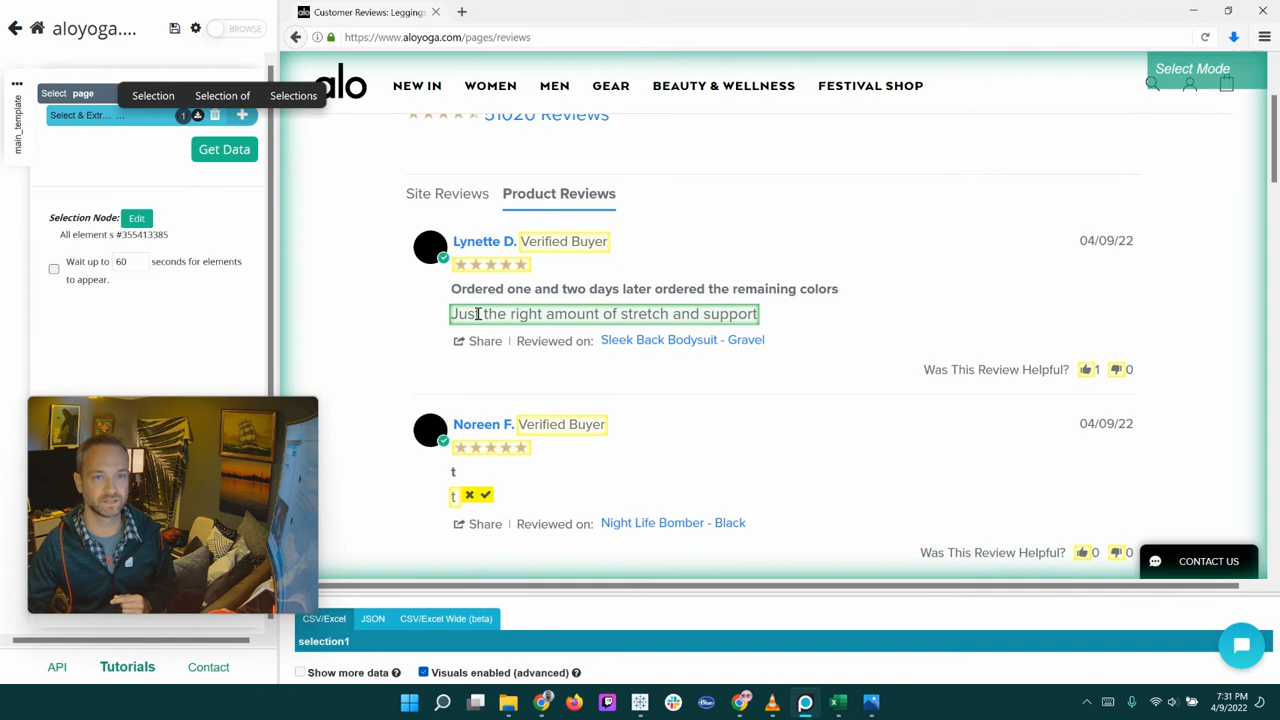 aloyoga....
BROWSE
Customer Reviews: Leggings
https://www.aloyoga.com/pages/reviews
main_template
Select page
Selection
Selection of
Selections
Select & Extr... ...
1
Get Data
Selection Node:
Edit
All element s #355413385
Wait up to 60 seconds for elements
to appear.
Select Mode
alo
NEW IN
WOMEN
MEN
GEAR
BEAUTY & WELLNESS
FESTIVAL SHOP
51020 Reviews
Site Reviews
Product Reviews
Lynette D. Verified Buyer
04/09/22
Ordered one and two days later ordered the remaining colors
Just the right amount of stretch and support
Share | Reviewed on: Sleek Back Bodysuit - Gravel
Was This Review Helpful? 1 0
Noreen F. Verified Buyer
04/09/22
t
t
Share | Reviewed on: Night Life Bomber - Black
Was This Review Helpful? 0 0
CONTACT US
CSV/Excel
JSON
CSV/Excel Wide (beta)
selection1
Show more data
Visuals enabled (advanced)
API
Tutorials
Contact
7:31 PM
4/9/2022